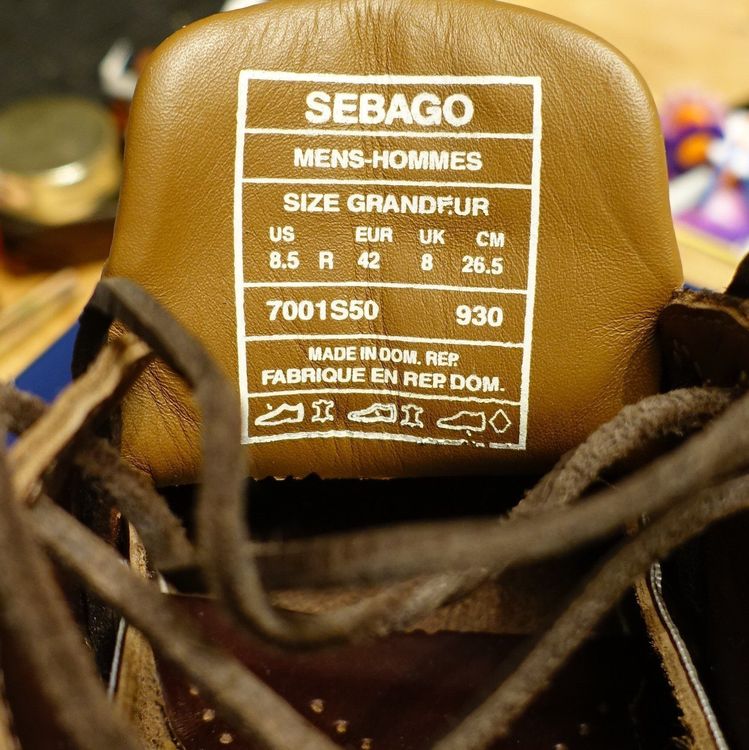 SEBAGO
MENS-HOMMES
SIZE GRANDEUR
US EUR UK CM
8.5 R 42 8 26.5
7001S50 930
MADE IN DOM. REP.
FABRIQUE EN REP. DOM.